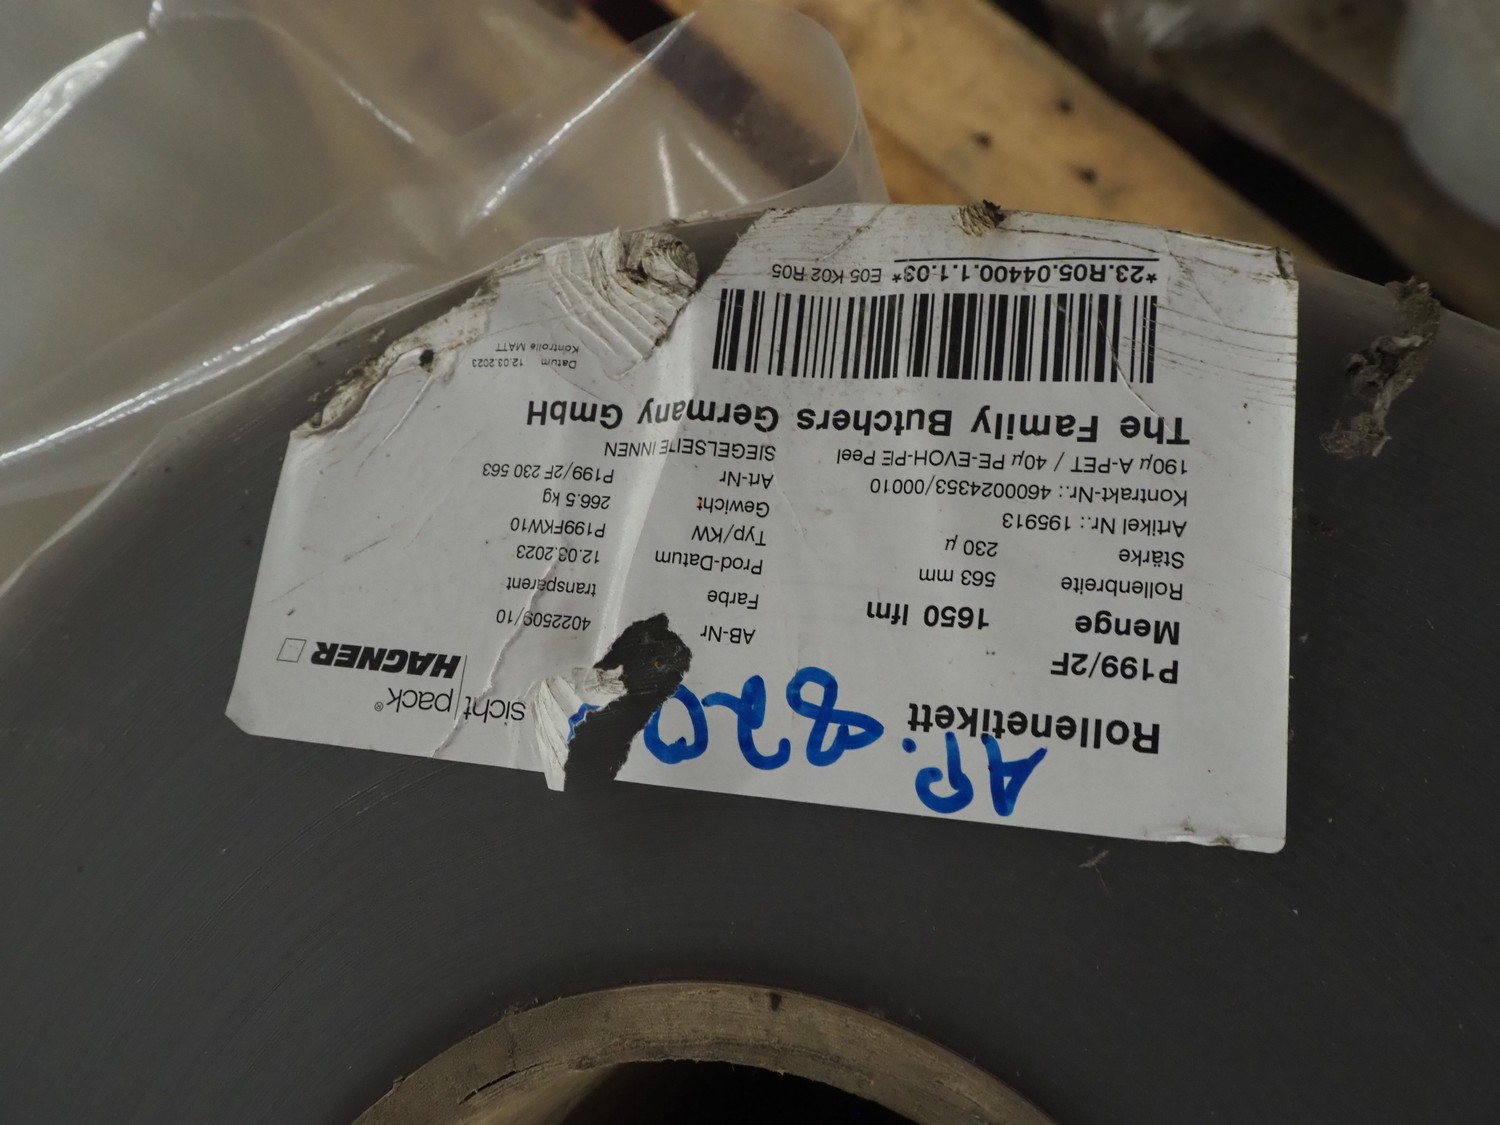 AP. 820
Rollenetikett
sicht pack®
HAGNER
P199/2F
Menge 1650 lfm
AB-Nr 4022509/10
Rollenbreite 563 mm
Farbe transparent
Stärke 230 µ
Prod-Datum 12.03.2023
Artikel Nr.: 195913
Typ/KW P199FKW10
Kontrakt-Nr.: 4600024353/00010
Gewicht 266.5 kg
190µ A-PET / 40µ PE-EVOH-PE Peel
Art-Nr P199/2F 230 563
SIEGELSEITE INNEN
The Family Butchers Germany GmbH
Datum 12.03.2023
Kontrolle MATT
*23.R05.04400.1.1.03* E05 K02 R05